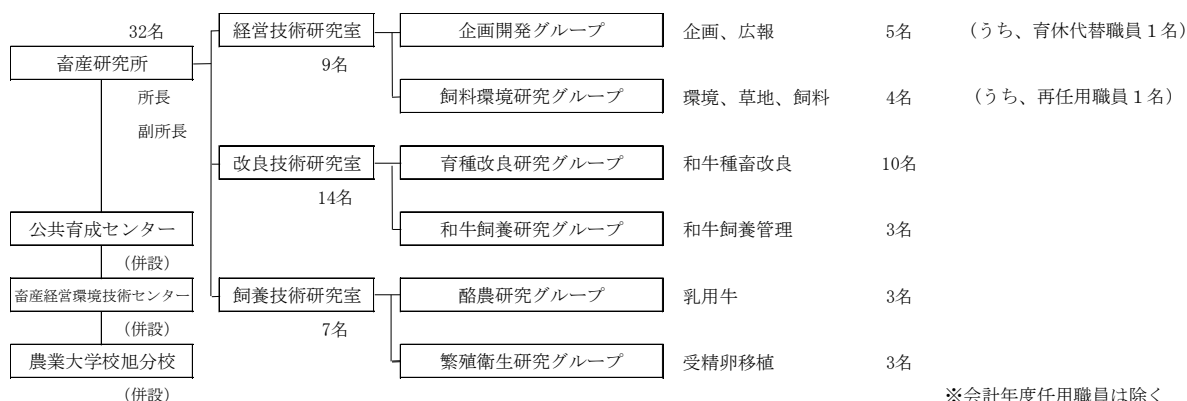 32名
経営技術研究室
企画開発グループ
企画、広報
5名
(うち、育休代替職員1名)
畜産研究所
9名
所長
飼料環境研究グループ
環境、草地、飼料
4名
(うち、再任用職員1名)
副所長
改良技術研究室
育種改良研究グループ
和牛種畜改良
10名
14名
公共育成センター
和牛飼養研究グループ
和牛飼養管理
3名
(併設)
畜産経営環境技術センター
飼養技術研究室
酪農研究グループ
乳用牛
3名
(併設)
7名
農業大学校旭分校
繁殖衛生研究グループ
受精卵移植
3名
(併設)
※会計年度任用職員は除く